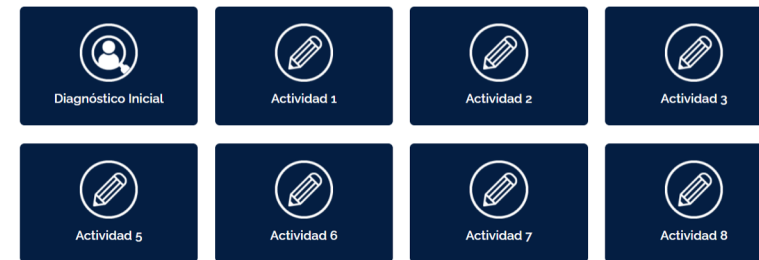 Diagnóstico Inicial
Actividad 1
Actividad 2
Actividad 3
Actividad 5
Actividad 6
Actividad 7
Actividad 8